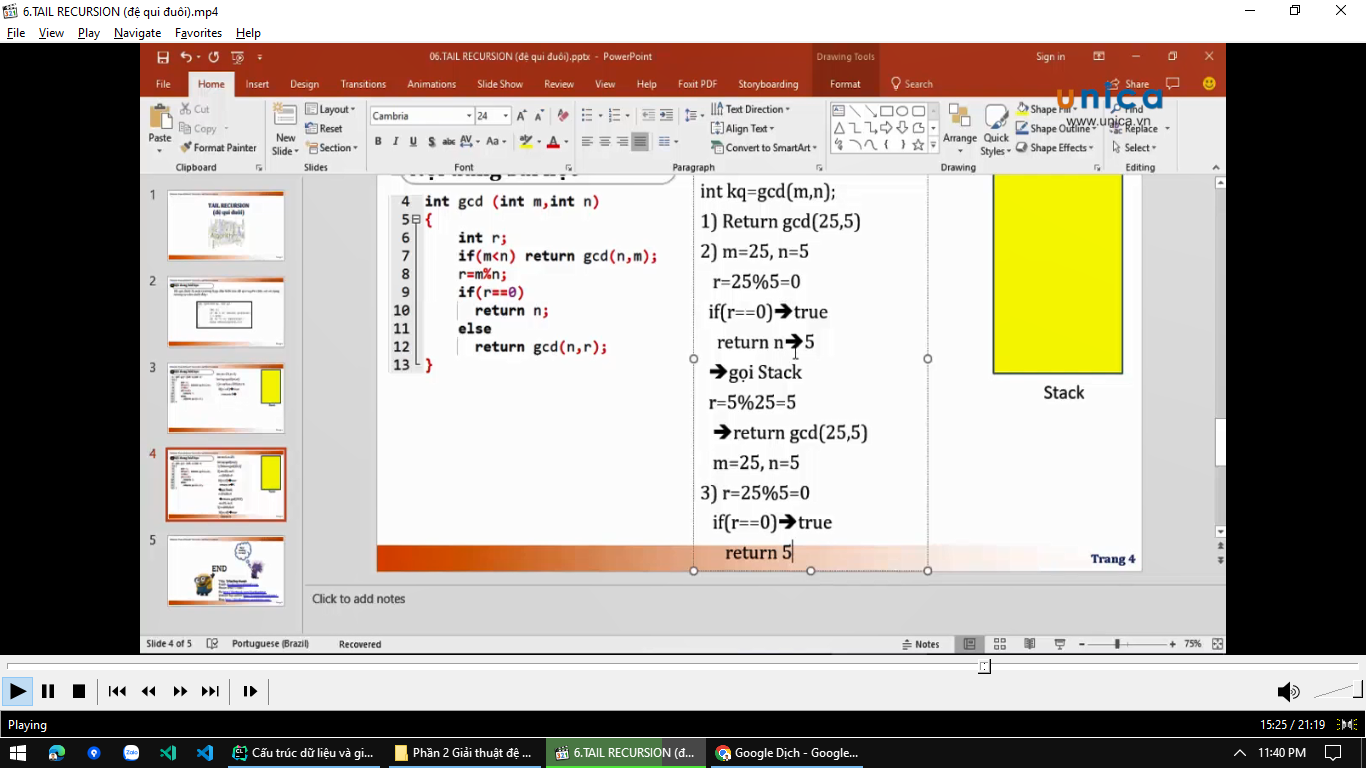 6.TAIL RECURSION (đệ qui đuôi).mp4
File View Play Navigate Favorites Help
06.TAIL RECURSION (đệ qui đuôi).pptx - PowerPoint
Drawing Tools
Sign in
File Home Insert Design Transitions Animations Slide Show Review View Help Foxit PDF Storyboarding Format Search Share
unica
www.unica.vn
Paste
Cut
Copy
Format Painter
Clipboard
New Slide
Layout
Reset
Section
Slides
Cambria 24
B I U S abc AV Aa A
Font
Text Direction
Align Text
Convert to SmartArt
Paragraph
Arrange
Quick Styles
Shape Fill
Shape Outline
Shape Effects
Drawing
Find
Replace
Select
Editing
1
TAIL RECURSION
(đệ qui đuôi)
2
3
4
5
END
4 int gcd (int m,int n)
5 {
6 int r;
7 if(m<n) return gcd(n,m);
8 r=m%n;
9 if(r==0)
10 return n;
11 else
12 return gcd(n,r);
13 }
int kq=gcd(m,n);
1) Return gcd(25,5)
2) m=25, n=5
r=25%5=0
if(r==0)➔true
return n➔5
➔gọi Stack
r=5%25=5
➔return gcd(25,5)
m=25, n=5
3) r=25%5=0
if(r==0)➔true
return 5
Stack
Trang 4
Click to add notes
Slide 4 of 5 Portuguese (Brazil) Recovered Notes 75%
Playing
15:25 / 21:19
Zalo
Cấu trúc dữ liệu và gi...
Phần 2 Giải thuật đệ ...
6.TAIL RECURSION (đ...
Google Dịch - Google...
11:40 PM